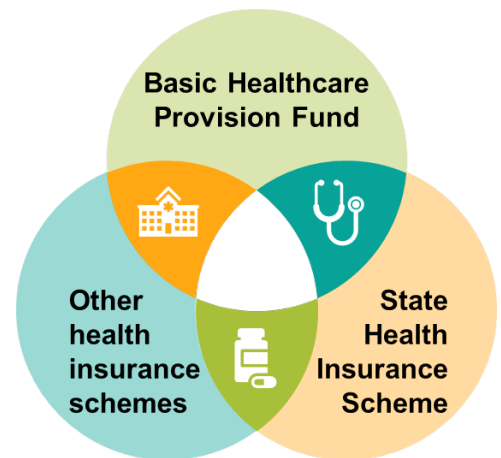 Basic Healthcare
Provision Fund
Other
health
insurance
schemes
State
Health
Insurance
Scheme